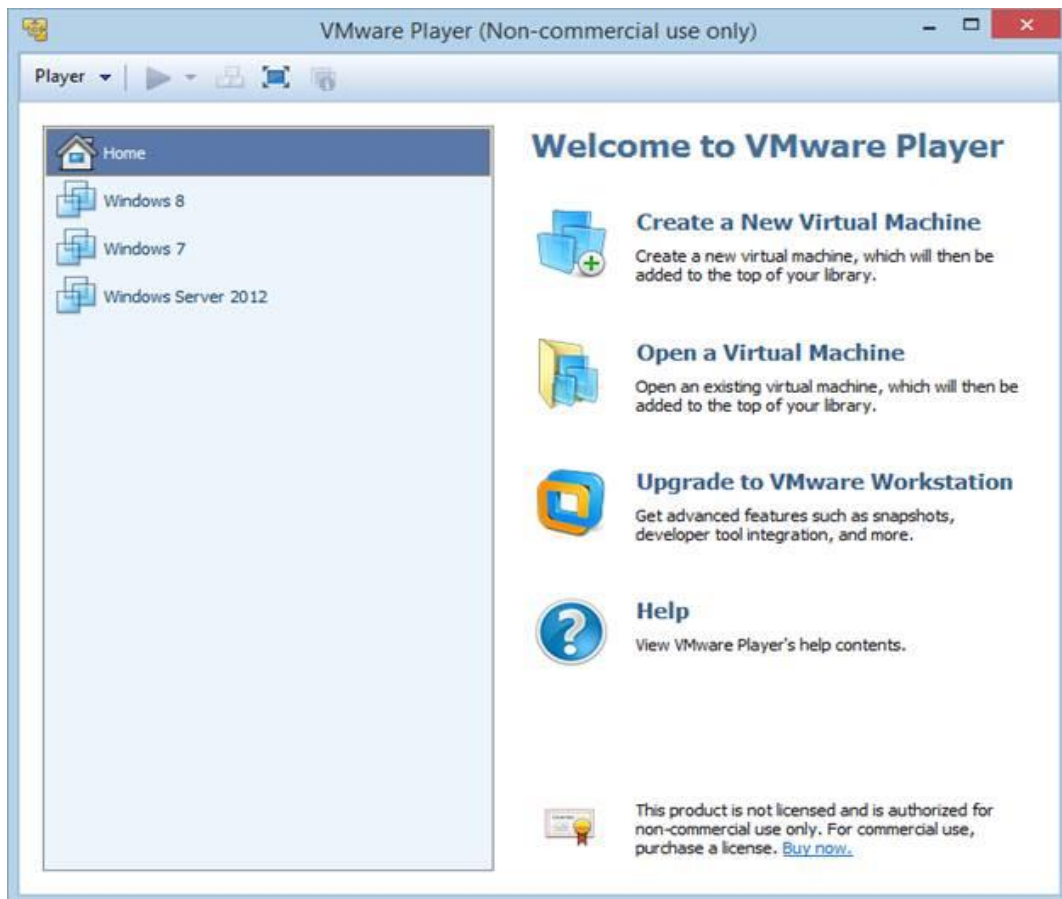 VMware Player (Non-commercial use only)
Player
Home
Windows 8
Windows 7
Windows Server 2012
Welcome to VMware Player
Create a New Virtual Machine
Create a new virtual machine, which will then be
added to the top of your library.
Open a Virtual Machine
Open an existing virtual machine, which will then be
added to the top of your library.
Upgrade to VMware Workstation
Get advanced features such as snapshots,
developer tool integration, and more.
Help
View VMware Player's help contents.
This product is not licensed and is authorized for
non-commercial use only. For commercial use,
purchase a license. Buy now.